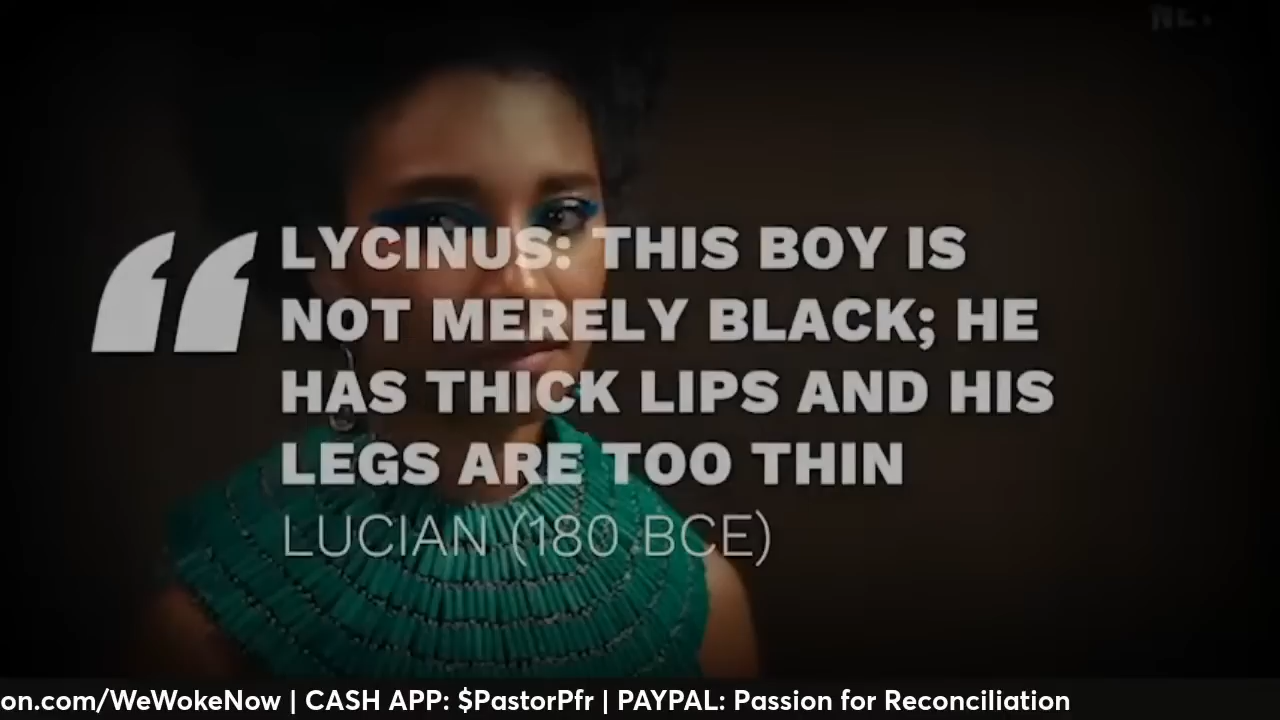 LYCINUS: THIS BOY IS
NOT MERELY BLACK; HE
HAS THICK LIPS AND HIS
LEGS ARE TOO THIN
LUCIAN (180 BCE)
on.com/WeWokeNow | CASH APP: $PastorPfr | PAYPAL: Passion for Reconciliation